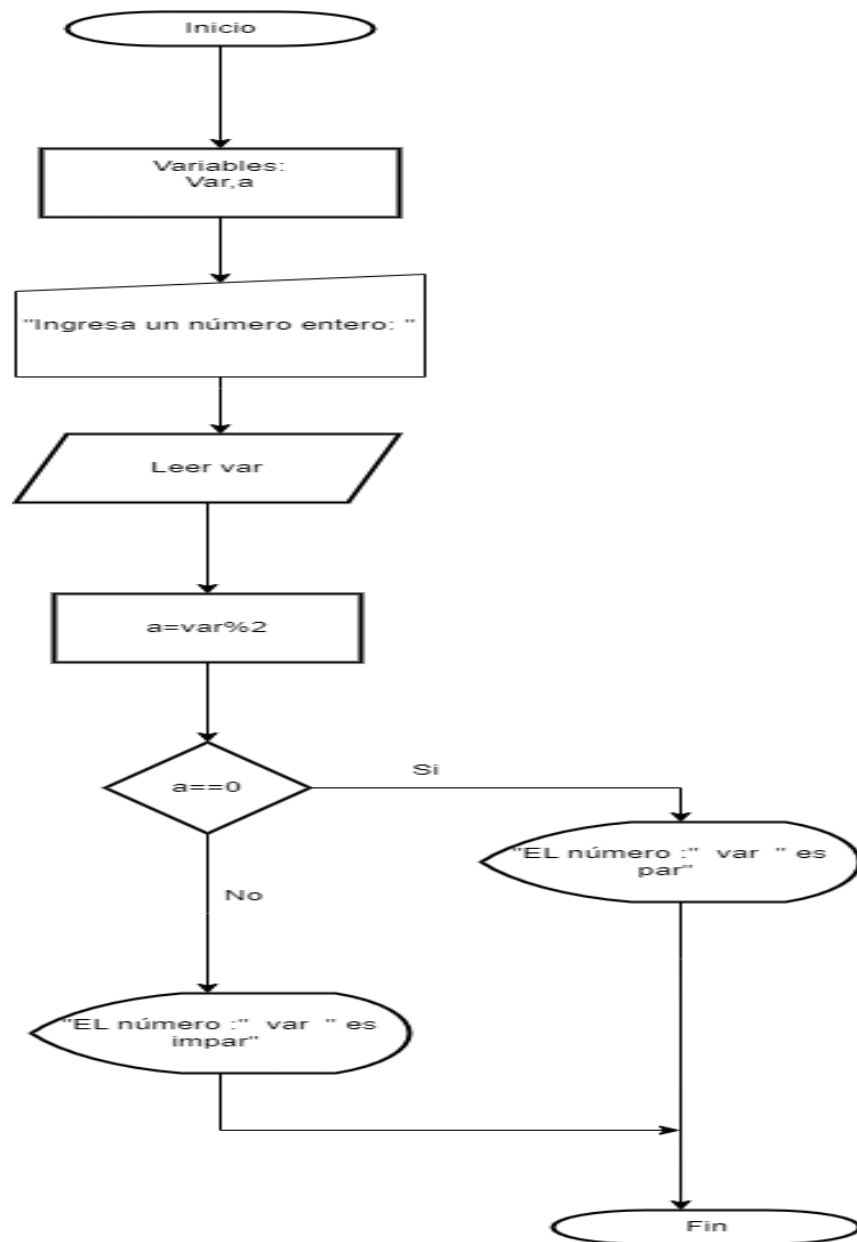 Inicio
Variables:
Var,a
"Ingresa un número entero: "
Leer var
a=var%2
a==0
Si
"EL número :"  var  " es
par"
No
"EL número :"  var  " es
impar"
Fin